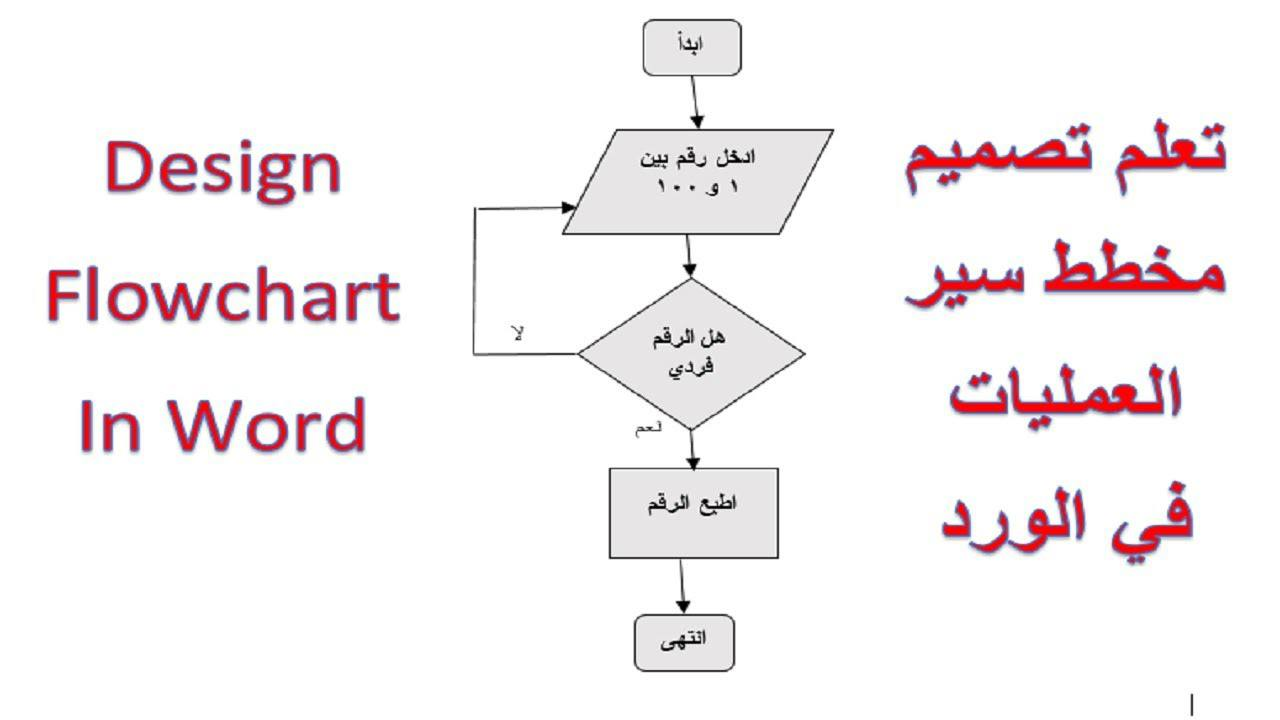 Design
Flowchart
In Word
ابدأ
ادخل رقم بين
١ و ١٠٠
هل الرقم
فردي
لا
نعم
اطبع الرقم
انتهى
تعلم تصميم
مخطط سير
العمليات
في الورد